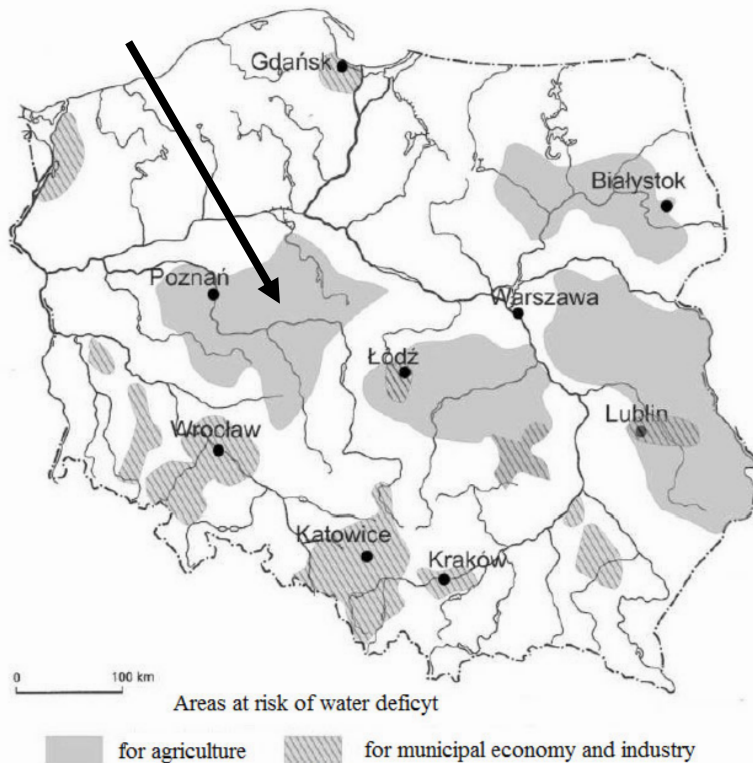 Gdańsk
Białystok
Poznań
Warszawa
Łódź
Lublin
Wrocław
Katowice
Kraków
0 100 km
Areas at risk of water deficyt
for agriculture for municipal economy and industry